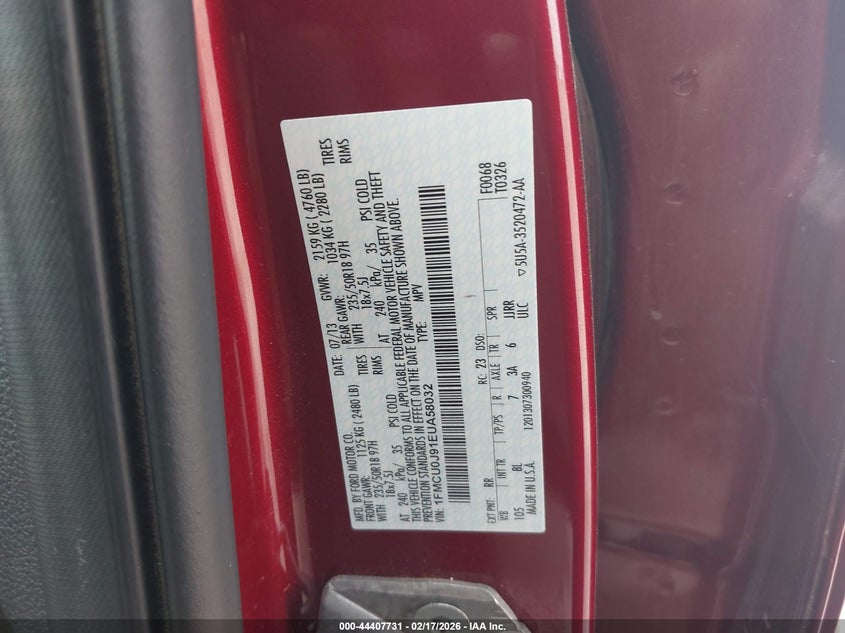 MFD. BY FORD MOTOR CO.
DATE: 07/13 GVWR: 2159 KG ( 4760 LB)
FRONT GAWR: 1125 KG ( 2480 LB) REAR GAWR: 1034 KG ( 2280 LB)
WITH 235/50R18 97H TIRES WITH 235/50R18 97H TIRES
18x7.5J RIMS 18x7.5J RIMS
AT 240 kPa/ 35 PSI COLD AT 240 kPa/ 35 PSI COLD
THIS VEHICLE CONFORMS TO ALL APPLICABLE FEDERAL MOTOR VEHICLE SAFETY AND THEFT
PREVENTION STANDARDS IN EFFECT ON THE DATE OF MANUFACTURE SHOWN ABOVE.
VIN: 1FMCU0J91EUA58032 TYPE: MPV
F0068
T0326
EXT PNT: RR RC: 23 DSO:
WB INT TR TP/PS R AXLE TR SPR
105 8L 7 3A 6 JJRR
MADE IN U.S.A. 1201307300940 ULC
▽5U5A-3520472-AA
000-44407731 - 02/17/2026 - IAA Inc.